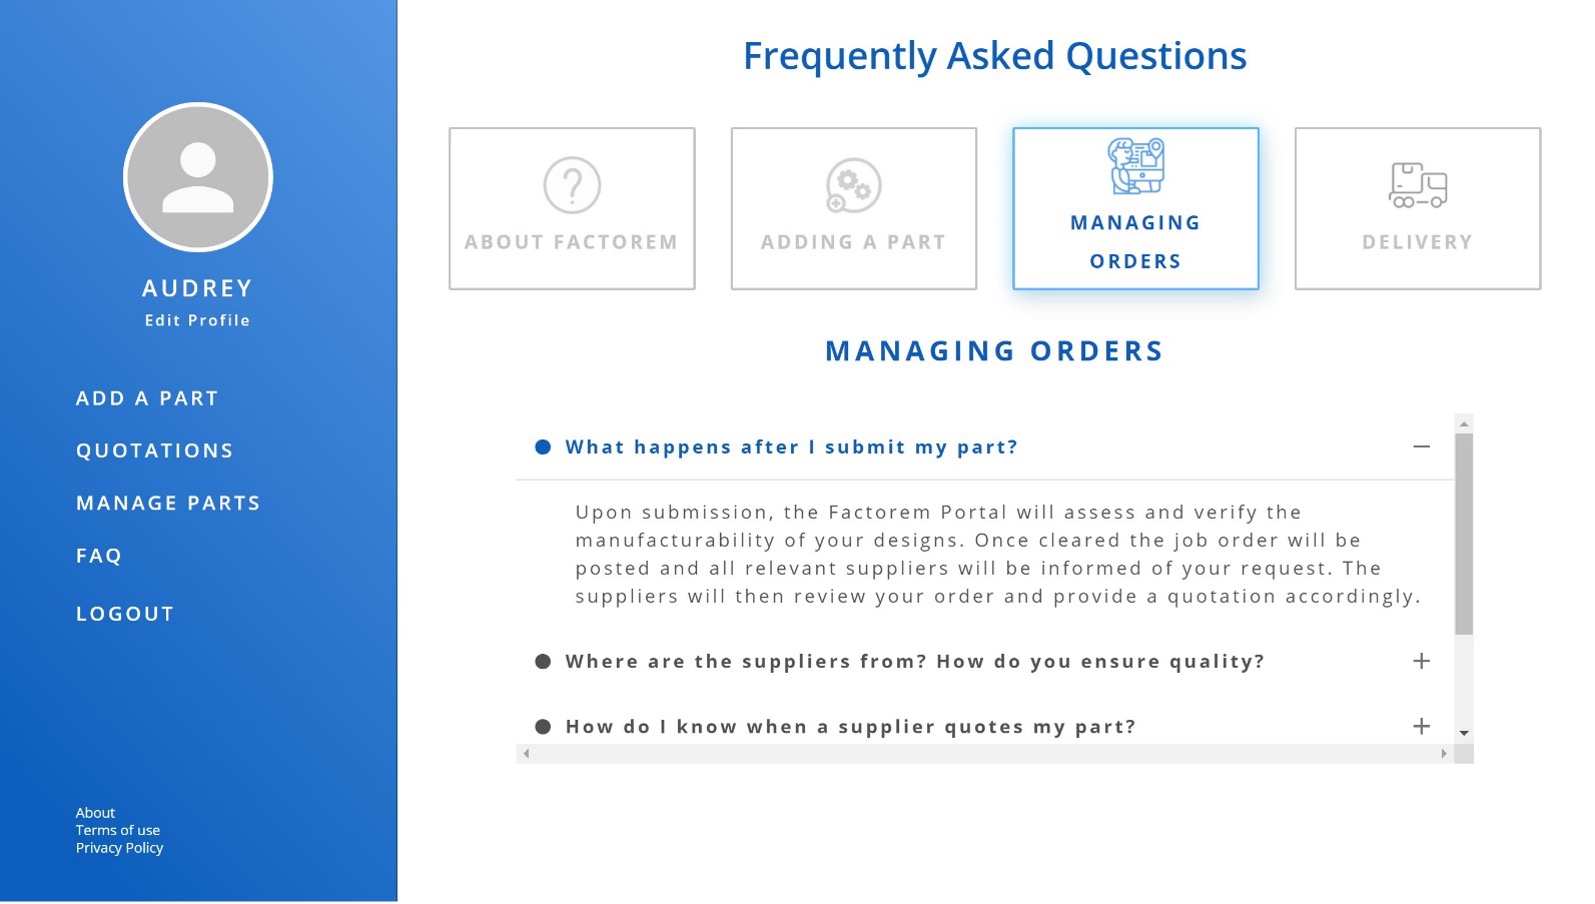 AUDREY
Edit Profile
ADD A PART
QUOTATIONS
MANAGE PARTS
FAQ
LOGOUT
About
Terms of use
Privacy Policy
Frequently Asked Questions
ABOUT FACTOREM
ADDING A PART
MANAGING
ORDERS
DELIVERY
MANAGING ORDERS
What happens after I submit my part?
Upon submission, the Factorem Portal will assess and verify the
manufacturability of your designs. Once cleared the job order will be
posted and all relevant suppliers will be informed of your request. The
suppliers will then review your order and provide a quotation accordingly.
Where are the suppliers from? How do you ensure quality?
How do I know when a supplier quotes my part?